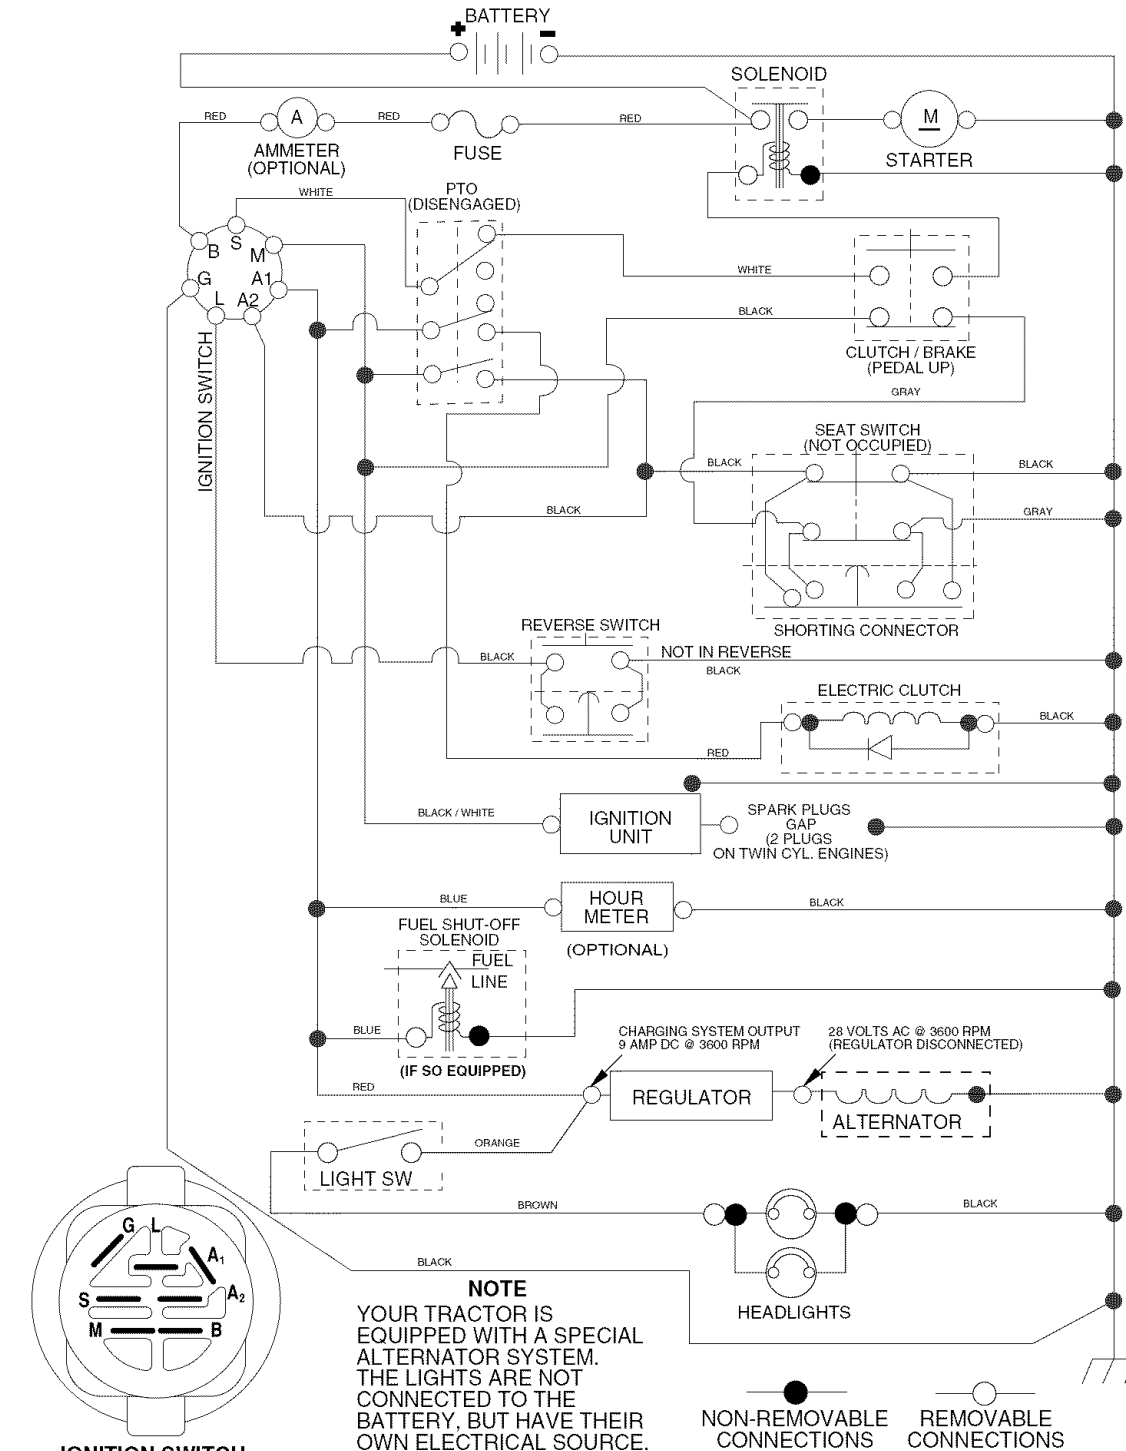 BATTERY
+
SOLENOID
RED
A
RED
RED
M
AMMETER
(OPTIONAL)
FUSE
STARTER
WHITE
PTO
(DISENGAGED)
B
S
M
G
A1
L
A2
IGNITION SWITCH
WHITE
BLACK
CLUTCH / BRAKE
(PEDAL UP)
GRAY
SEAT SWITCH
(NOT OCCUPIED)
BLACK
BLACK
BLACK
GRAY
SHORTING CONNECTOR
REVERSE SWITCH
BLACK
NOT IN REVERSE
BLACK
ELECTRIC CLUTCH
BLACK
RED
BLACK / WHITE
IGNITION
UNIT
SPARK PLUGS
GAP
(2 PLUGS
ON TWIN CYL. ENGINES)
BLUE
HOUR
METER
BLACK
(OPTIONAL)
FUEL SHUT-OFF
SOLENOID
FUEL
LINE
BLUE
(IF SO EQUIPPED)
CHARGING SYSTEM OUTPUT
9 AMP DC @ 3600 RPM
28 VOLTS AC @ 3600 RPM
(REGULATOR DISCONNECTED)
RED
REGULATOR
ALTERNATOR
ORANGE
LIGHT SW
BROWN
BLACK
HEADLIGHTS
BLACK
G
L
A1
S
A2
M
B
IGNITION SWITCH
NOTE
YOUR TRACTOR IS
EQUIPPED WITH A SPECIAL
ALTERNATOR SYSTEM.
THE LIGHTS ARE NOT
CONNECTED TO THE
BATTERY, BUT HAVE THEIR
OWN ELECTRICAL SOURCE.
NON-REMOVABLE
CONNECTIONS
REMOVABLE
CONNECTIONS